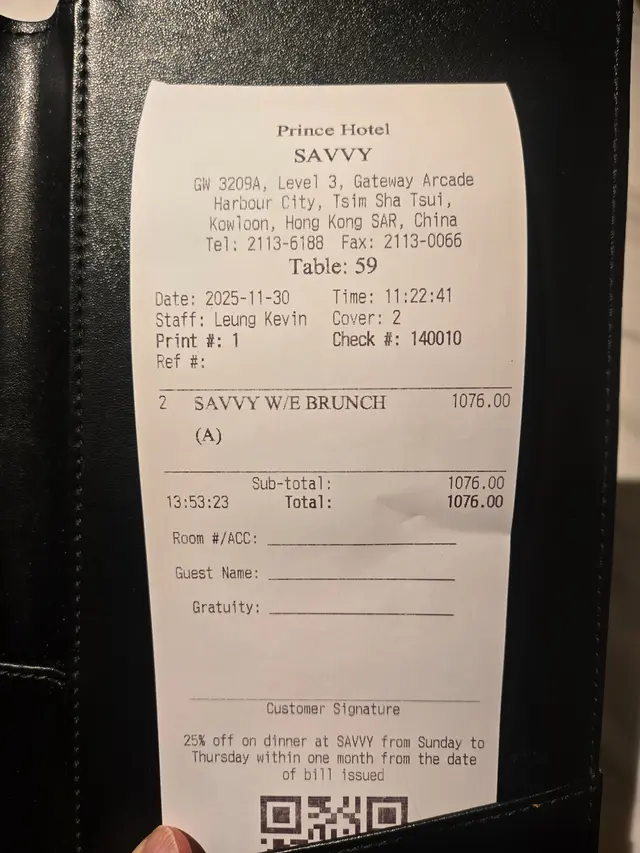 Prince Hotel
SAVVY
GW 3209A, Level 3, Gateway Arcade
Harbour City, Tsim Sha Tsui,
Kowloon, Hong Kong SAR, China
Tel: 2113-6188 Fax: 2113-0066
Table: 59
Date: 2025-11-30 Time: 11:22:41
Staff: Leung Kevin Cover: 2
Print #: 1 Check #: 140010
Ref #:
2 SAVVY W/E BRUNCH 1076.00
(A)
Sub-total: 1076.00
13:53:23 Total: 1076.00
Room #/ACC:
Guest Name:
Gratuity:
Customer Signature
25% off on dinner at SAVVY from Sunday to
Thursday within one month from the date
of bill issued